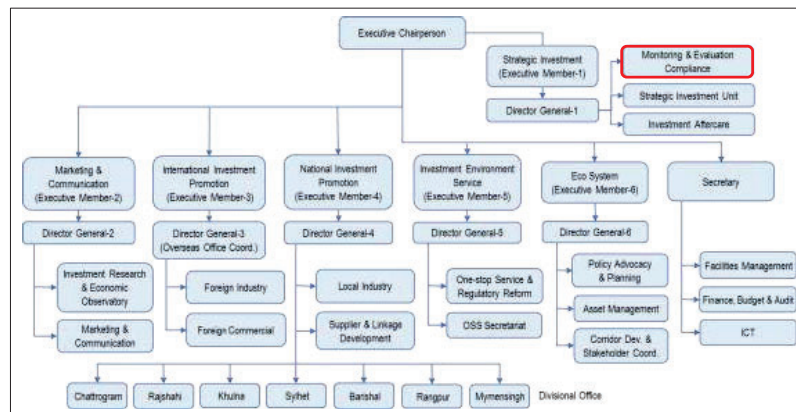 Executive Chairperson
Strategic Investment
(Executive Member-1)
Monitoring & Evaluation
Compliance
Director General-1
Strategic Investment Unit
Investment Aftercare
Marketing &
Communication
(Executive Member-2)
International Investment
Promotion
(Executive Member-3)
National Investment
Promotion
(Executive Member-4)
Investment Environment
Service
(Executive Member-5)
Eco System
(Executive Member-6)
Secretary
Director General-2
Director General-3
(Overseas Office Coord.)
Director General-4
Director General-5
Director General-6
Investment Research
& Economic
Observatory
Marketing &
Communication
Foreign Industry
Foreign Commercial
Local Industry
Supplier & Linkage
Development
One-stop Service &
Regulatory Reform
OSS Secretariat
Policy Advocacy
& Planning
Asset Management
Corridor Dev. &
Stakeholder Coord.
Facilities Management
Finance, Budget & Audit
ICT
Chattrogram
Rajshahi
Khulna
Sylhet
Barishal
Rangpur
Mymensingh
Divisional Office